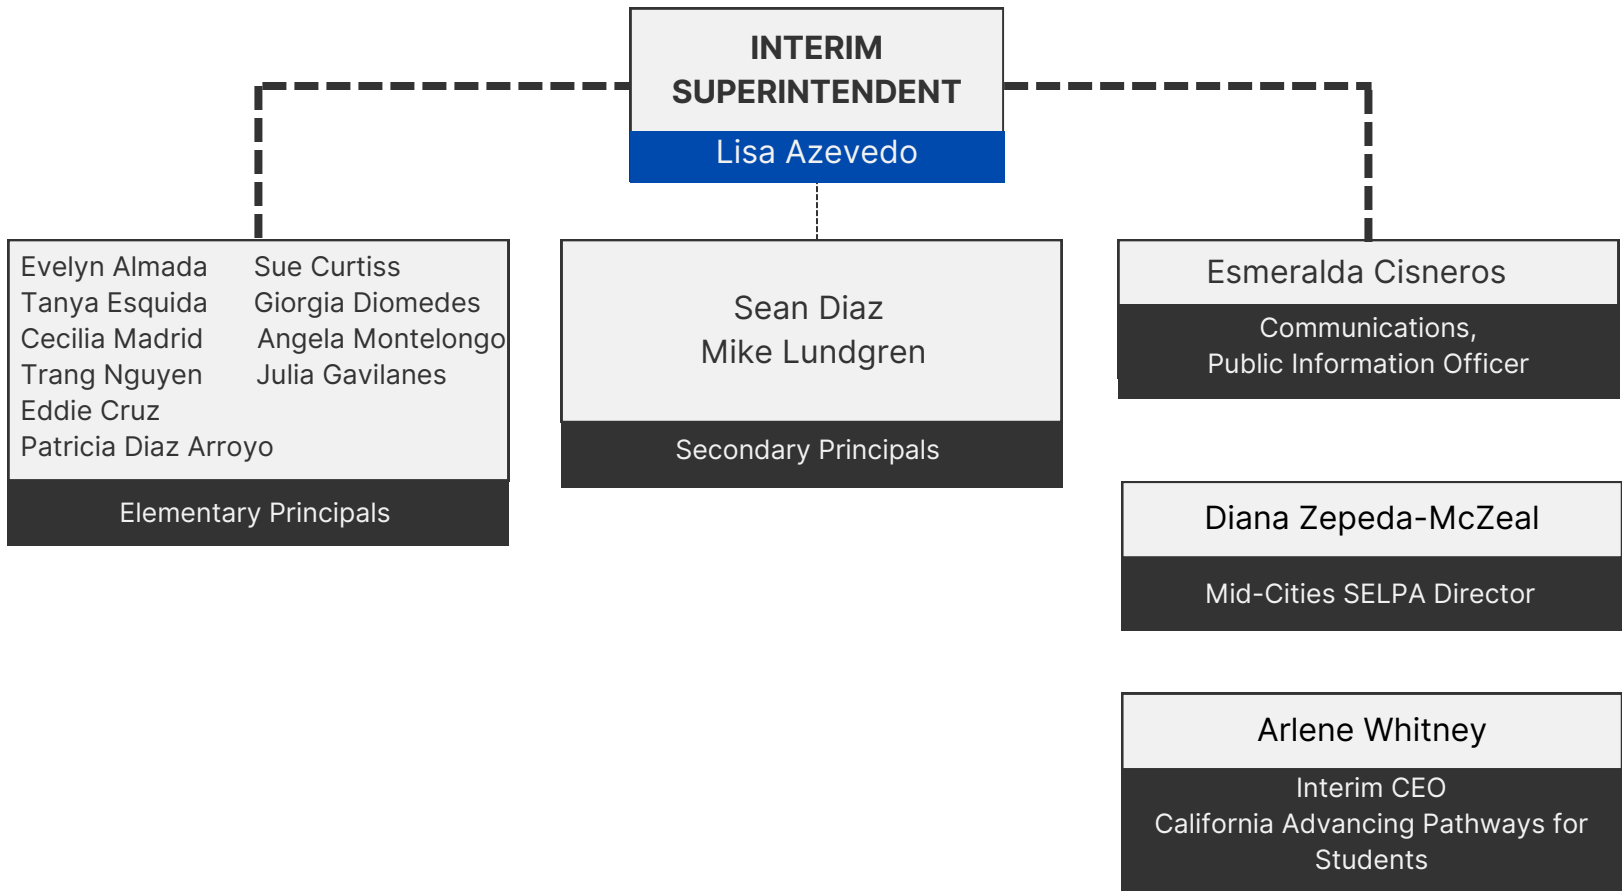 INTERIM
SUPERINTENDENT
Lisa Azevedo
Evelyn Almada Sue Curtiss
Tanya Esquida Giorgia Diomedes
Cecilia Madrid Angela Montelongo
Trang Nguyen Julia Gavilanes
Eddie Cruz
Patricia Diaz Arroyo
Elementary Principals
Sean Diaz
Mike Lundgren
Secondary Principals
Esmeralda Cisneros
Communications,
Public Information Officer
Diana Zepeda-McZeal
Mid-Cities SELPA Director
Arlene Whitney
Interim CEO
California Advancing Pathways for
Students